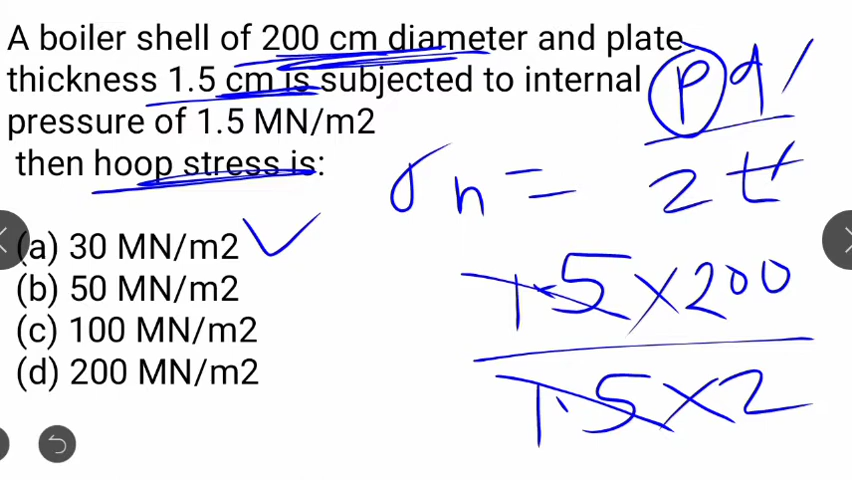 A boiler shell of 200 cm diameter and plate
thickness 1.5 cm is subjected to internal
pressure of 1.5 MN/m2
then hoop stress is:
(a) 30 MN/m2
(b) 50 MN/m2
(c) 100 MN/m2
(d) 200 MN/m2
σh = pd / 2t
1.5 × 200
1.5 × 2